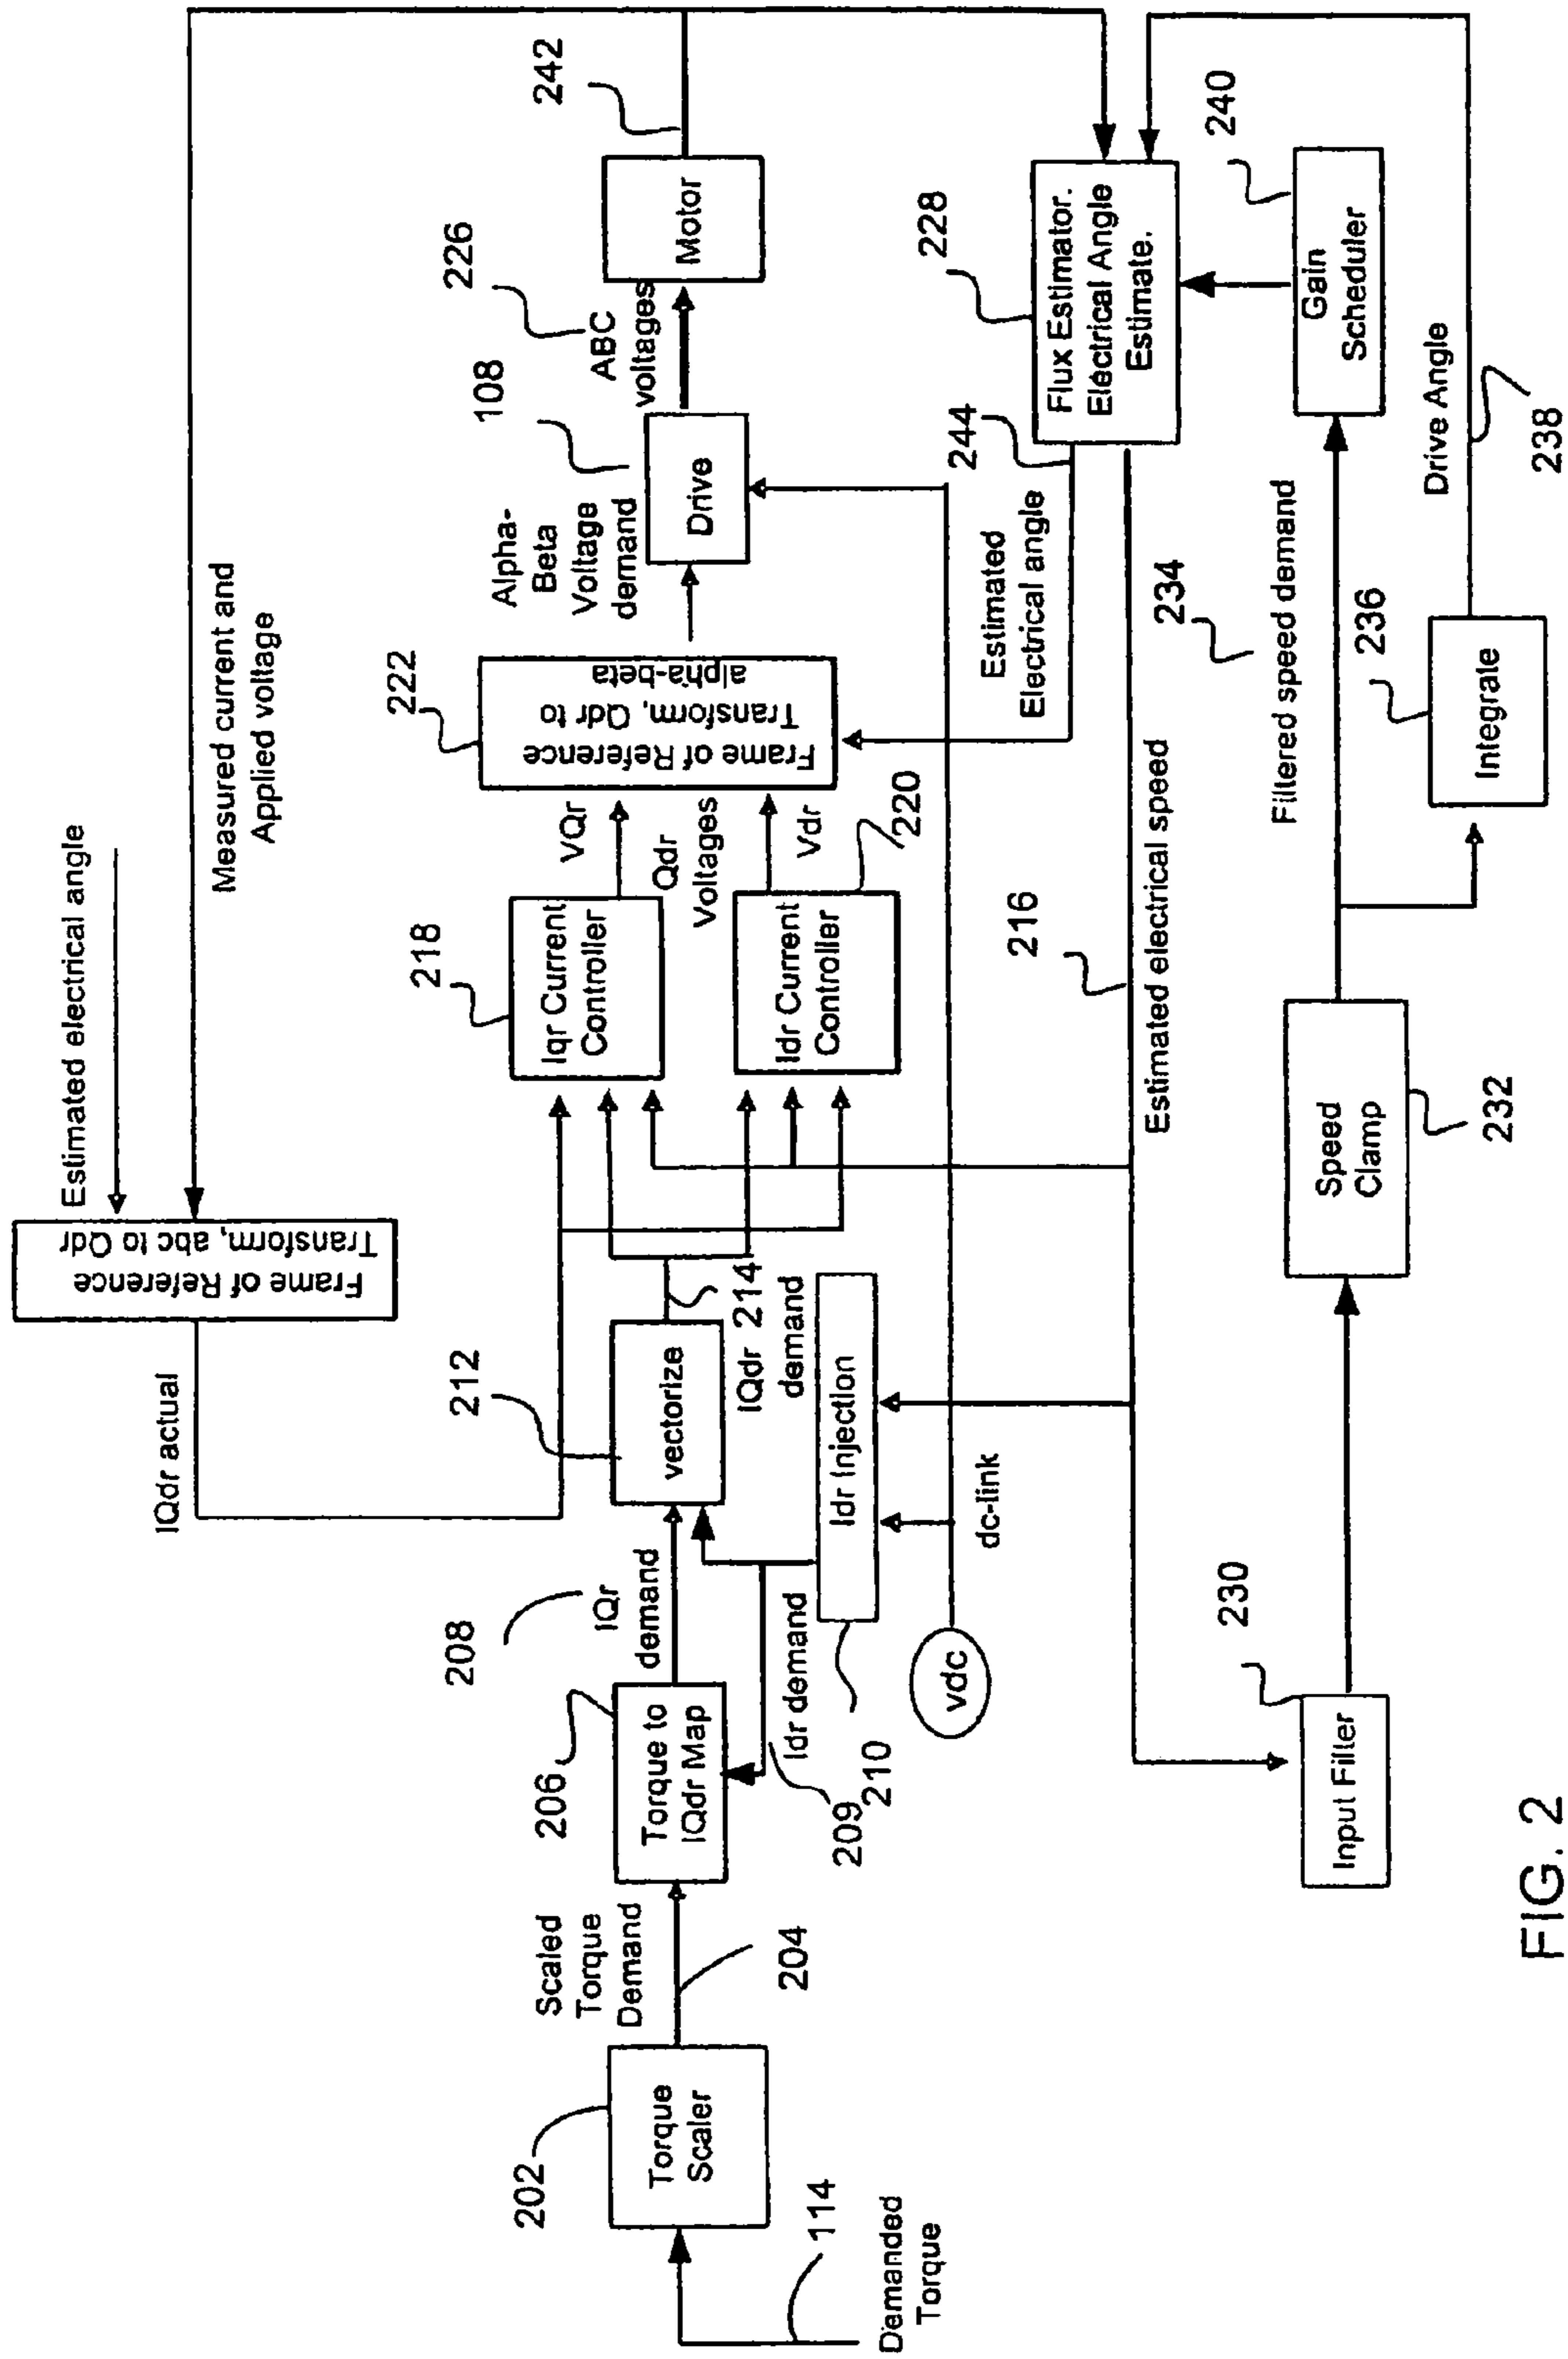 Estimated electrical angle
Measured current and
Applied voltage
Frame of Reference
Transform, abc to Qdr
IQdr actual
242
226
ABC
voltages
Motor
108
Alpha-
Beta
Voltage
demand
Drive
222
Frame of Reference
Transform, Qdr to
alpha-beta
VQr
Qdr
Voltages
Vdr
218
Iqr Current
Controller
220
Idr Current
Controller
212
vectorize
214
IQdr
demand
208
IQr
demand
206
Torque to
IQdr Map
Idr demand
209
210
Idr Injection
dc-link
vdc
Scaled
Torque
Demand
204
202
Torque
Scaler
114
Demanded
Torque
228
Flux Estimator.
Electrical Angle
Estimate.
244
Estimated
Electrical angle
216
Estimated electrical speed
240
Gain
Scheduler
234
Filtered speed demand
Drive Angle
238
236
Integrate
Speed
Clamp
232
230
Input Filter
FIG. 2